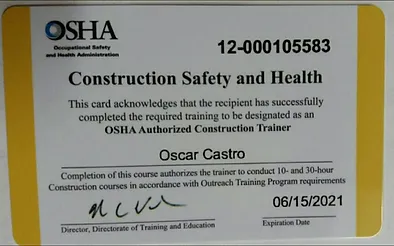 OSHA
Occupational Safety
and Health Administration
12-000105583
Construction Safety and Health
This card acknowledges that the recipient has successfully
completed the required training to be designated as an
OSHA Authorized Construction Trainer
Oscar Castro
Completion of this course authorizes the trainer to conduct 10- and 30-hour
Construction courses in accordance with Outreach Training Program requirements
06/15/2021
Director, Directorate of Training and Education
Expiration Date